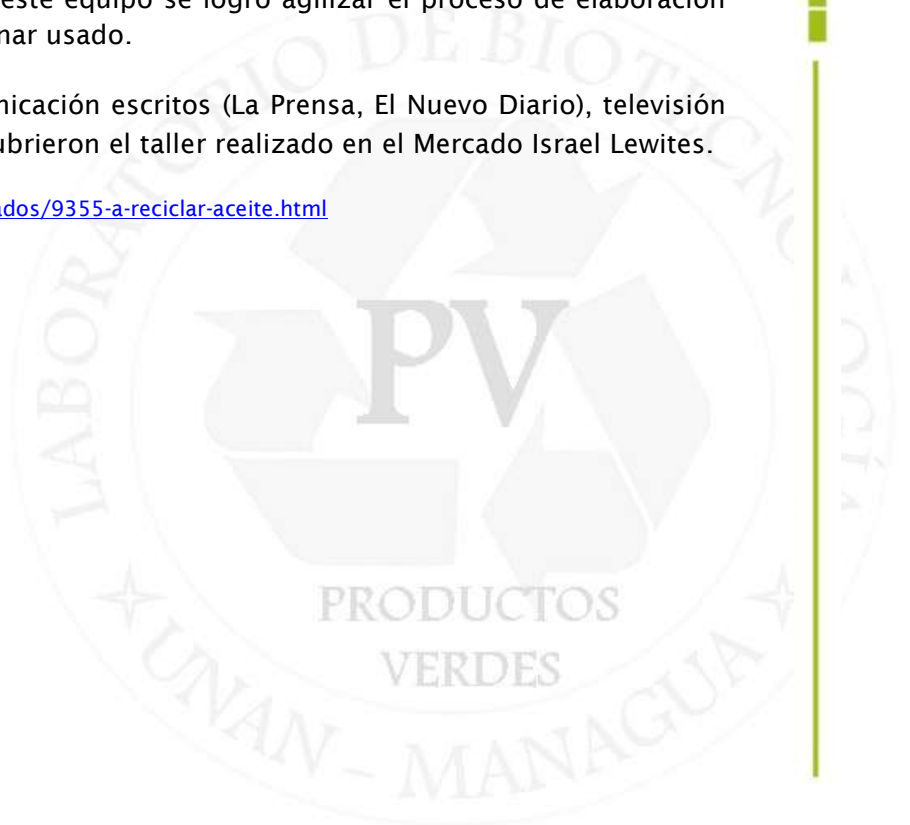 este equipo se logró agilizar el proceso de elaboración
nar usado.
nicación escritos (La Prensa, El Nuevo Diario), televisión
ubrieron el taller realizado en el Mercado Israel Lewites.
ados/9355-a-reciclar-aceite.html
LABORATORIO DE BIOTECNOLOGÍA
PV
PRODUCTOS
VERDES
UNAN – MANAGUA